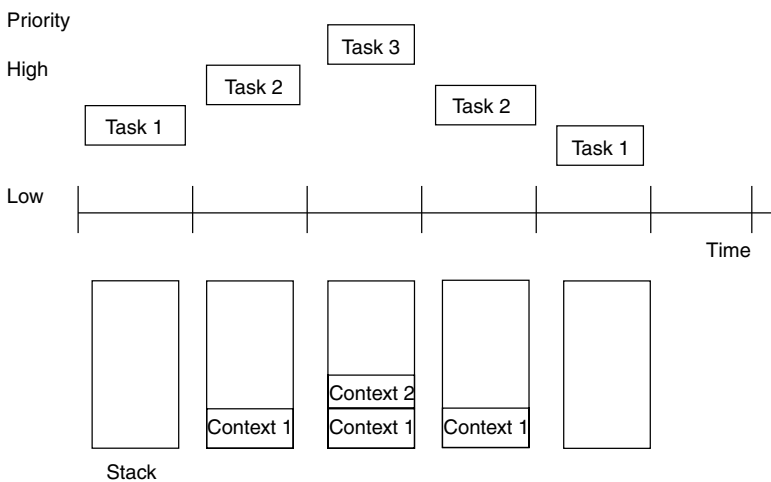 Priority
Task 3
High
Task 2
Task 2
Task 1
Task 1
Low
Time
Context 2
Context 1
Context 1
Context 1
Stack